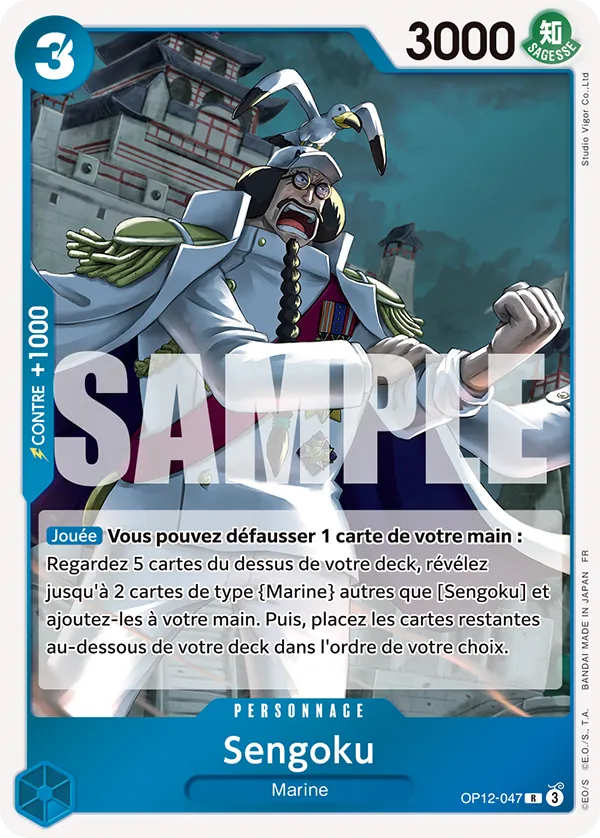 3
3000
知
SAGESSE
Studio Vigor Co.,Ltd
CONTRE +1000
SAMPLE
Jouée Vous pouvez défausser 1 carte de votre main :
Regardez 5 cartes du dessus de votre deck, révélez
jusqu'à 2 cartes de type {Marine} autres que [Sengoku] et
ajoutez-les à votre main. Puis, placez les cartes restantes
au-dessous de votre deck dans l'ordre de votre choix.
PERSONNAGE
Sengoku
Marine
OP12-047 R 3
©EO/S ©E.O./S., T.A. BANDAI MADE IN JAPAN FR